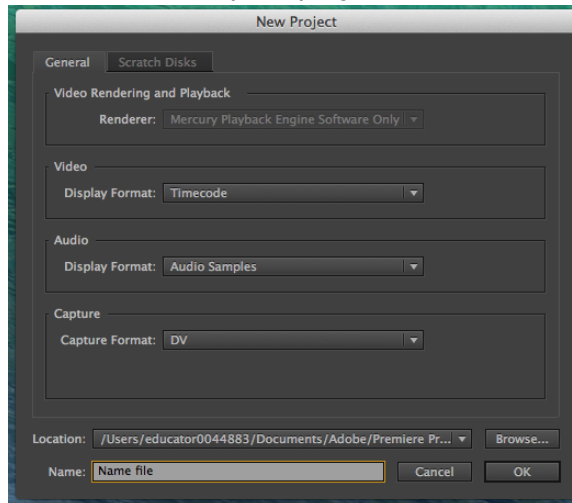 New Project
General Scratch Disks
Video Rendering and Playback
Renderer: Mercury Playback Engine Software Only
Video
Display Format: Timecode
Audio
Display Format: Audio Samples
Capture
Capture Format: DV
Location: /Users/educator0044883/Documents/Adobe/Premiere Pr... Browse...
Name: Name file Cancel OK